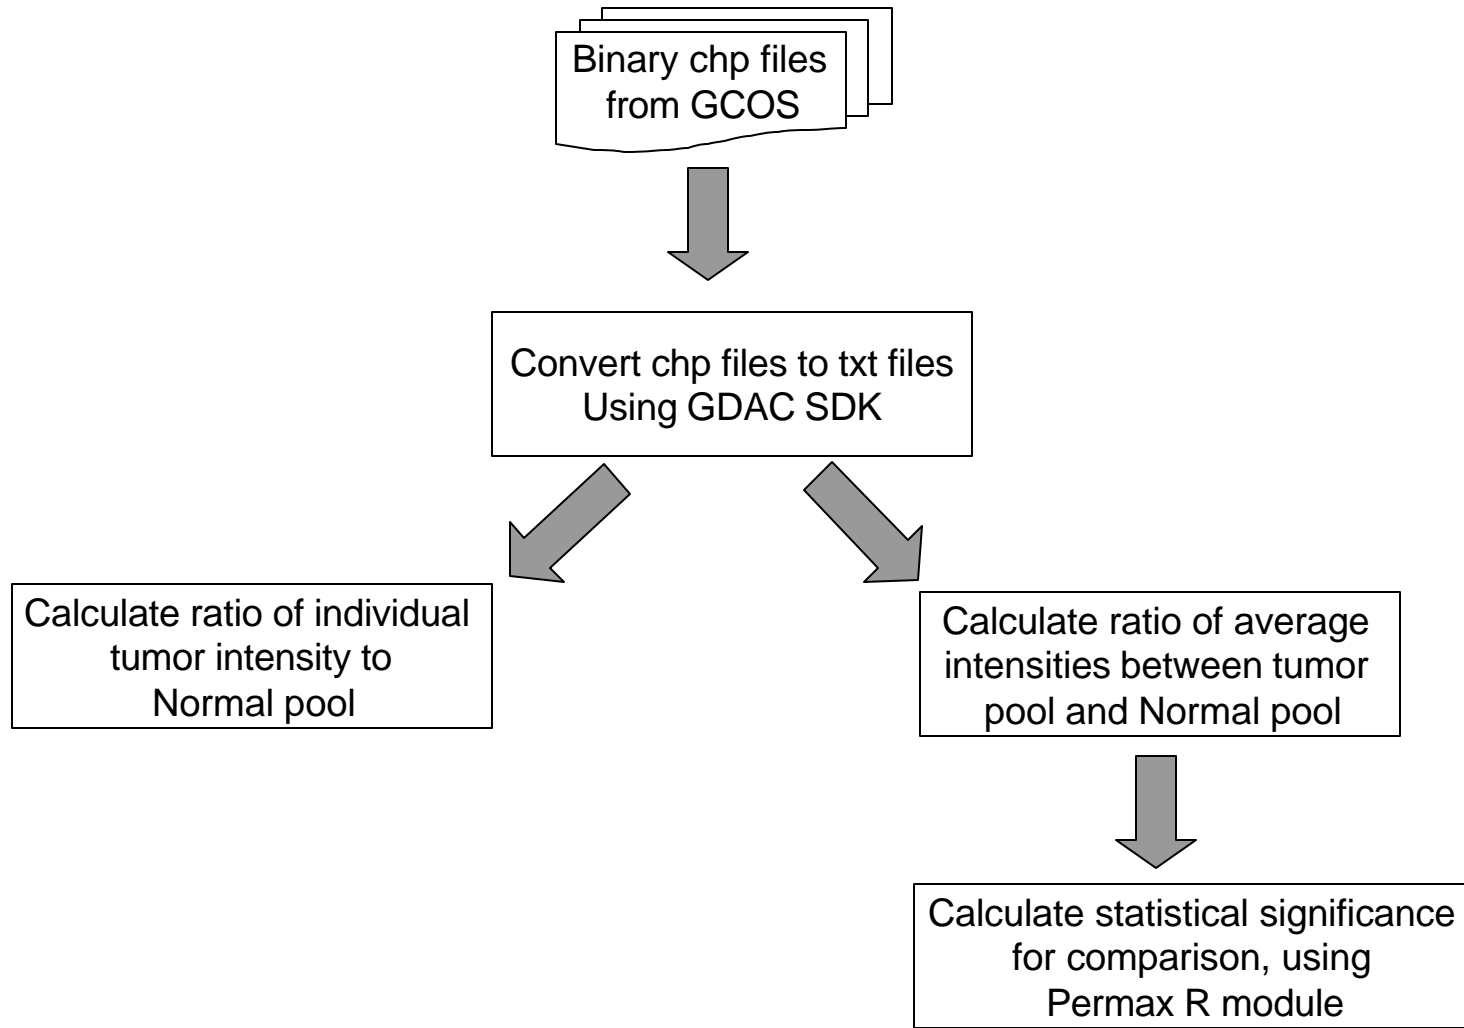 Binary chp files
from GCOS
Convert chp files to txt files
Using GDAC SDK
Calculate ratio of individual
tumor intensity to
Normal pool
Calculate ratio of average
intensities between tumor
pool and Normal pool
Calculate statistical significance
for comparison, using
Permax R module